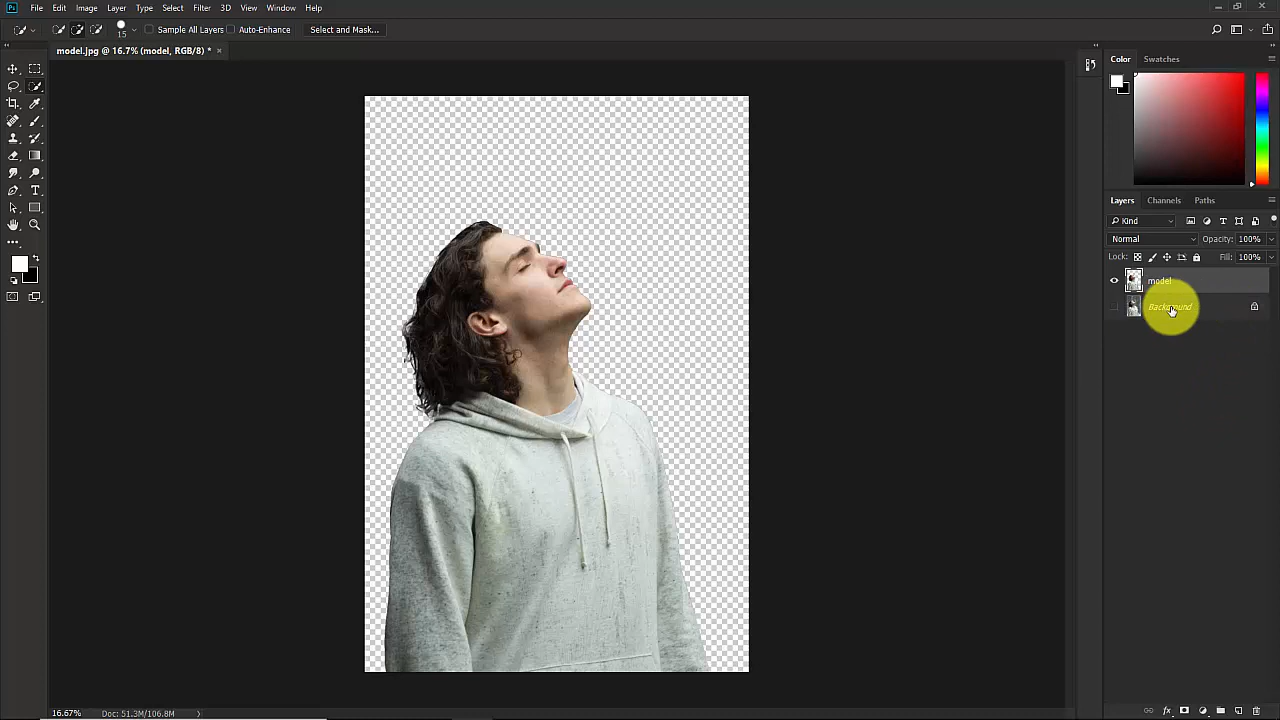 Ps File Edit Image Layer Type Select Filter 3D View Window Help
15 Sample All Layers Auto-Enhance Select and Mask...
model.jpg @ 16.7% (model, RGB/8) * ×
Color Swatches
Layers Channels Paths
Kind
Normal Opacity: 100%
Lock: Fill: 100%
model
Background
16.67% Doc: 51.3M/106.8M